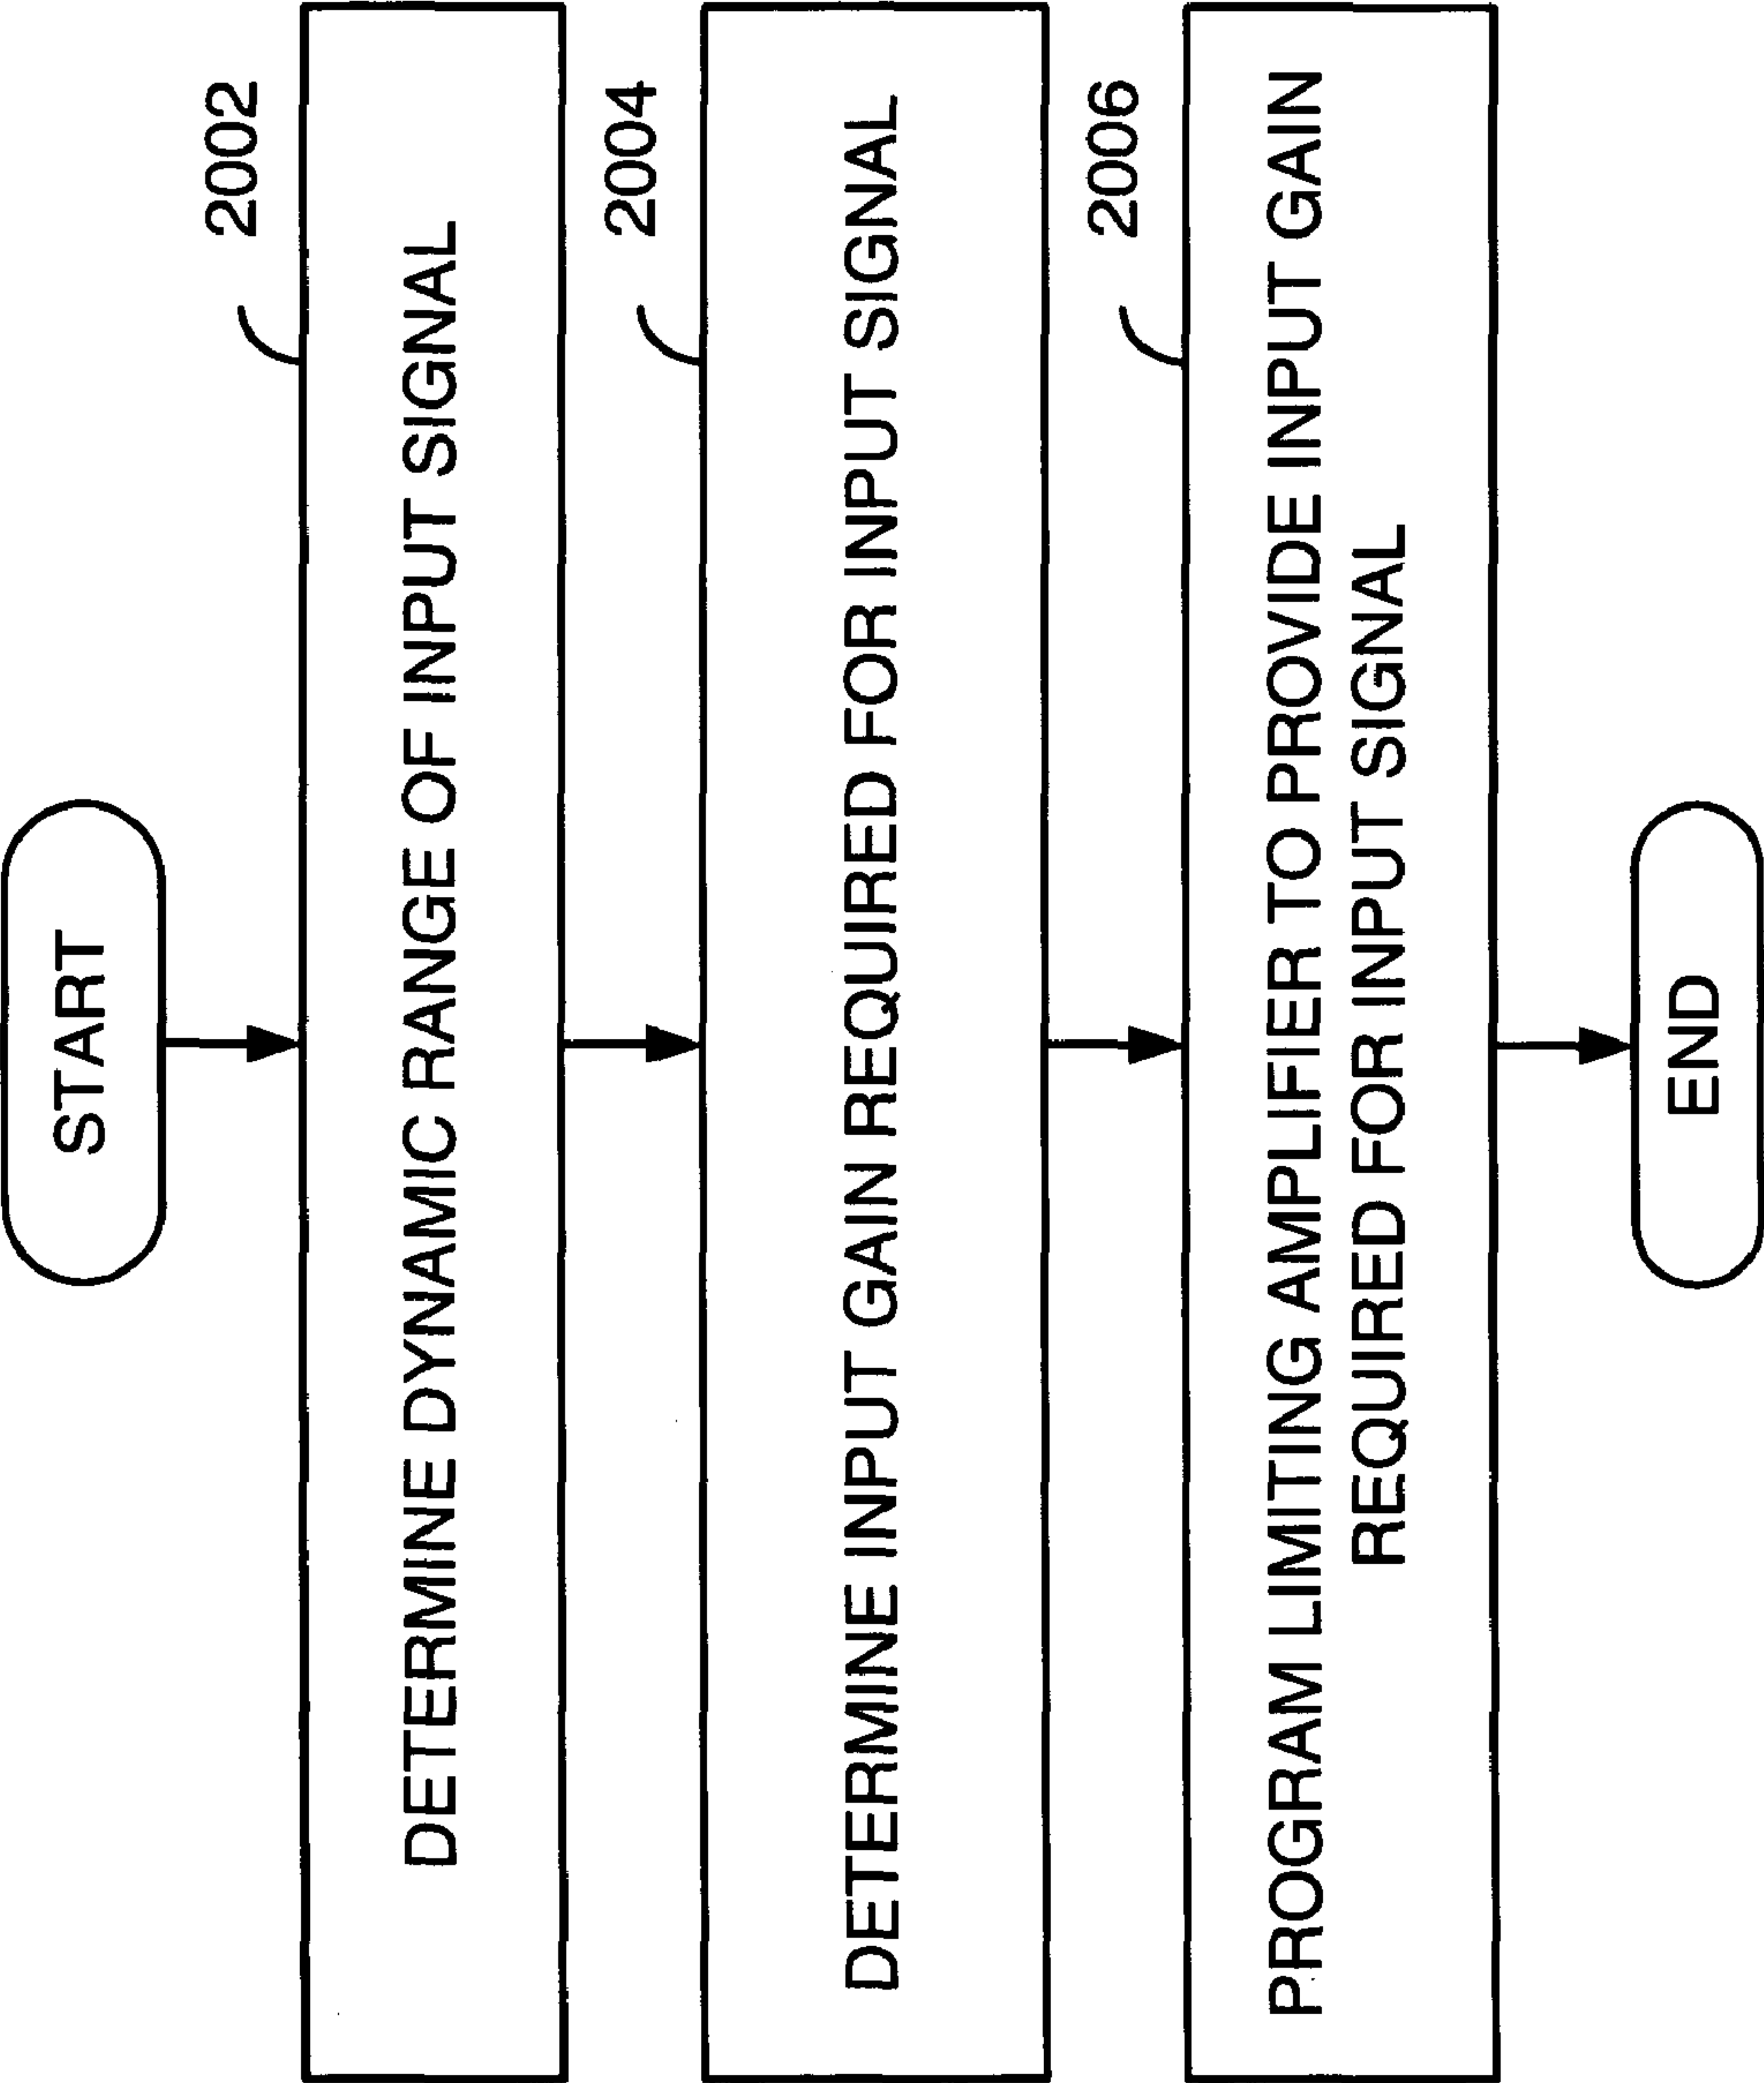 START
2002
DETERMINE DYNAMIC RANGE OF INPUT SIGNAL
2004
DETERMINE INPUT GAIN REQUIRED FOR INPUT SIGNAL
2006
PROGRAM LIMITING AMPLIFIER TO PROVIDE INPUT GAIN
REQUIRED FOR INPUT SIGNAL
END